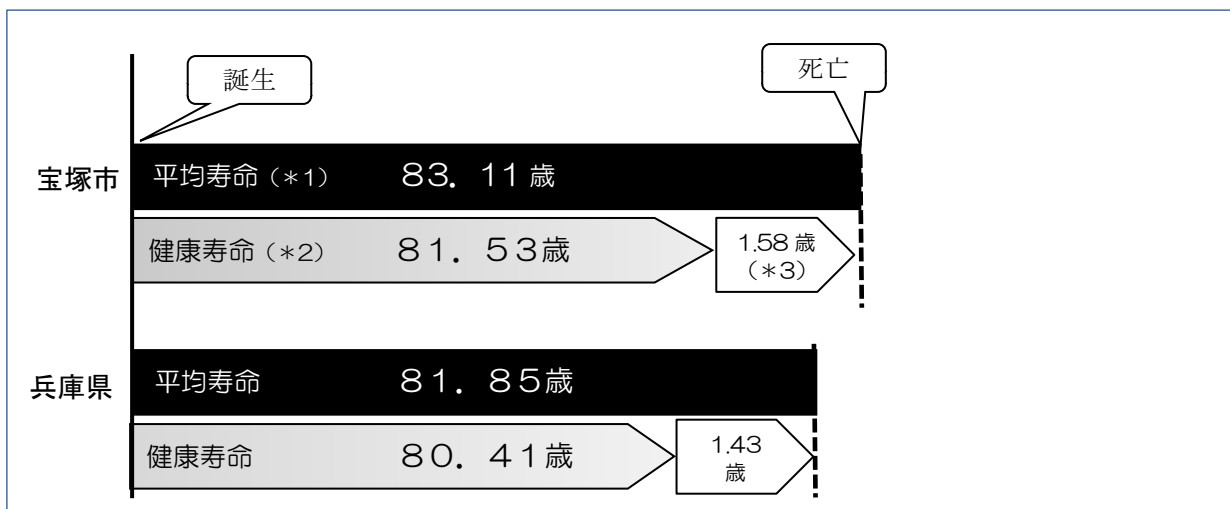 誕生
死亡
宝塚市
平均寿命(*1) 83.11歳
健康寿命(*2) 81.53歳
1.58歳
(*3)
兵庫県
平均寿命 81.85歳
健康寿命 80.41歳
1.43
歳